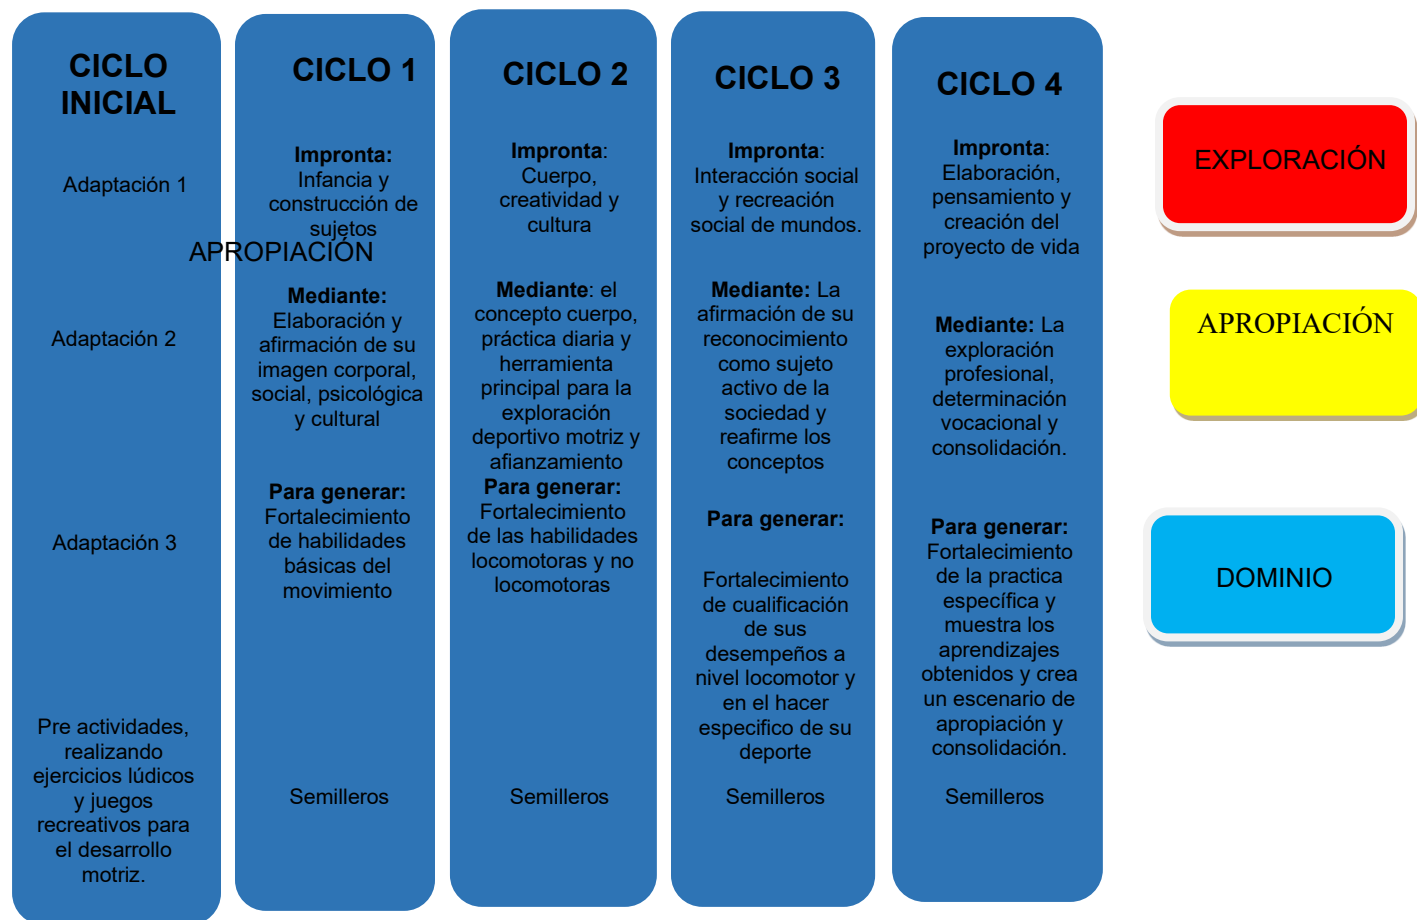 CICLO
INICIAL
Adaptación 1
Adaptación 2
Adaptación 3
Pre actividades,
realizando
ejercicios lúdicos
y juegos
recreativos para
el desarrollo
motriz.
CICLO 1
Impronta:
Infancia y
construcción de
sujetos
APROPIACIÓN
Mediante:
Elaboración y
afirmación de su
imagen corporal,
social, psicológica
y cultural
Para generar:
Fortalecimiento
de habilidades
básicas del
movimiento
Semilleros
CICLO 2
Impronta:
Cuerpo,
creatividad y
cultura
Mediante: el
concepto cuerpo,
práctica diaria y
herramienta
principal para la
exploración
deportivo motriz y
afianzamiento
Para generar:
Fortalecimiento
de las habilidades
locomotoras y no
locomotoras
Semilleros
CICLO 3
Impronta:
Interacción social
y recreación
social de mundos.
Mediante: La
afirmación de su
reconocimiento
como sujeto
activo de la
sociedad y
reafirme los
conceptos
Para generar:
Fortalecimiento
de cualificación
de sus
desempeños a
nivel locomotor y
en el hacer
especifico de su
deporte
Semilleros
CICLO 4
Impronta:
Elaboración,
pensamiento y
creación del
proyecto de vida
Mediante: La
exploración
profesional,
determinación
vocacional y
consolidación.
Para generar:
Fortalecimiento
de la practica
específica y
muestra los
aprendizajes
obtenidos y crea
un escenario de
apropiación y
consolidación.
Semilleros
EXPLORACIÓN
APROPIACIÓN
DOMINIO